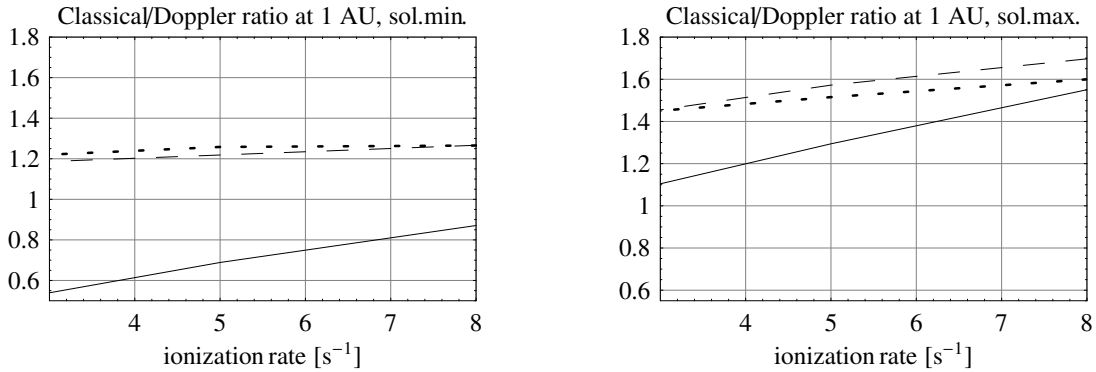 Classical/Doppler ratio at 1 AU, sol.min.
1.8
1.6
1.4
1.2
1
0.8
0.6
4 5 6 7 8
ionization rate [s⁻¹]
Classical/Doppler ratio at 1 AU, sol.max.
1.8
1.6
1.4
1.2
1
0.8
0.6
4 5 6 7 8
ionization rate [s⁻¹]